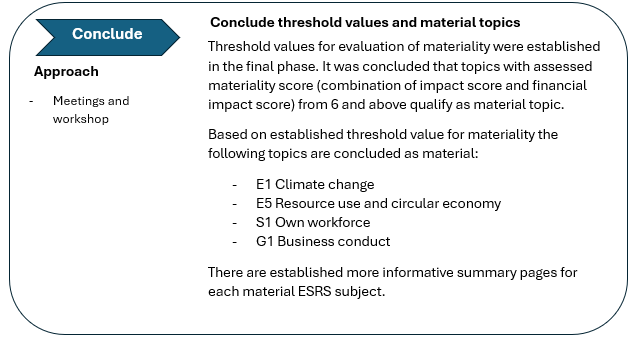 Conclude
Approach
- Meetings and
workshop
Conclude threshold values and material topics
Threshold values for evaluation of materiality were established
in the final phase. It was concluded that topics with assessed
materiality score (combination of impact score and financial
impact score) from 6 and above qualify as material topic.
Based on established threshold value for materiality the
following topics are concluded as material:
- E1 Climate change
- E5 Resource use and circular economy
- S1 Own workforce
- G1 Business conduct
There are established more informative summary pages for
each material ESRS subject.